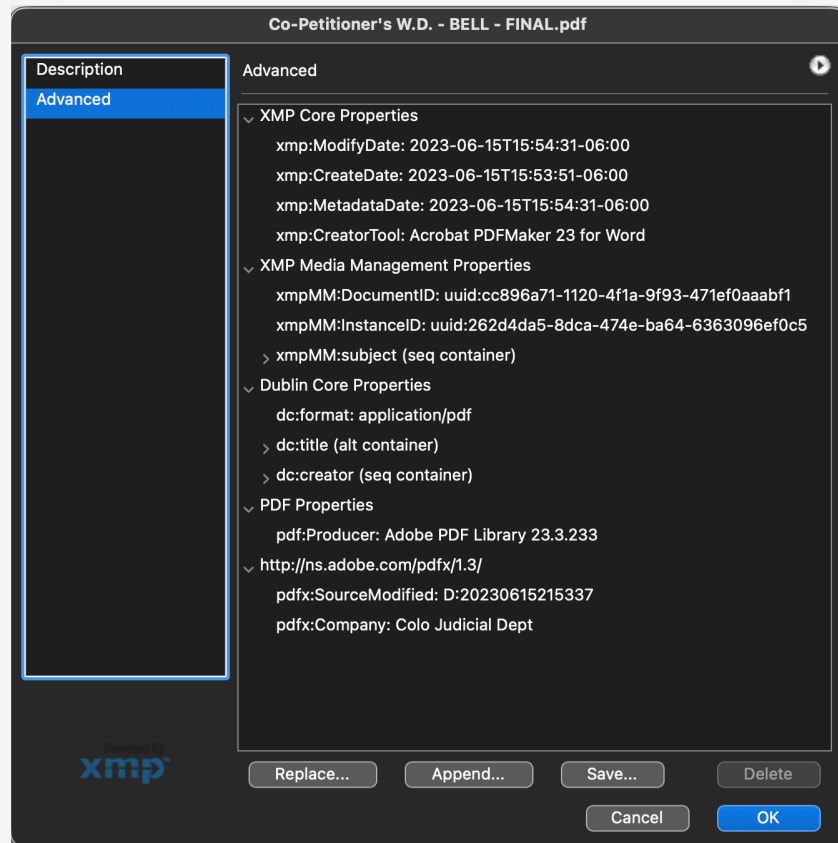 Co-Petitioner's W.D. - BELL - FINAL.pdf
Description
Advanced
Advanced
XMP Core Properties
xmp:ModifyDate: 2023-06-15T15:54:31-06:00
xmp:CreateDate: 2023-06-15T15:53:51-06:00
xmp:MetadataDate: 2023-06-15T15:54:31-06:00
xmp:CreatorTool: Acrobat PDFMaker 23 for Word
XMP Media Management Properties
xmpMM:DocumentID: uuid:cc896a71-1120-4f1a-9f93-471ef0aaabf1
xmpMM:InstanceID: uuid:262d4da5-8dca-474e-ba64-6363096ef0c5
xmpMM:subject (seq container)
Dublin Core Properties
dc:format: application/pdf
dc:title (alt container)
dc:creator (seq container)
PDF Properties
pdf:Producer: Adobe PDF Library 23.3.233
http://ns.adobe.com/pdfx/1.3/
pdfx:SourceModified: D:20230615215337
pdfx:Company: Colo Judicial Dept
Powered By
xmp
Replace...
Append...
Save...
Delete
Cancel
OK